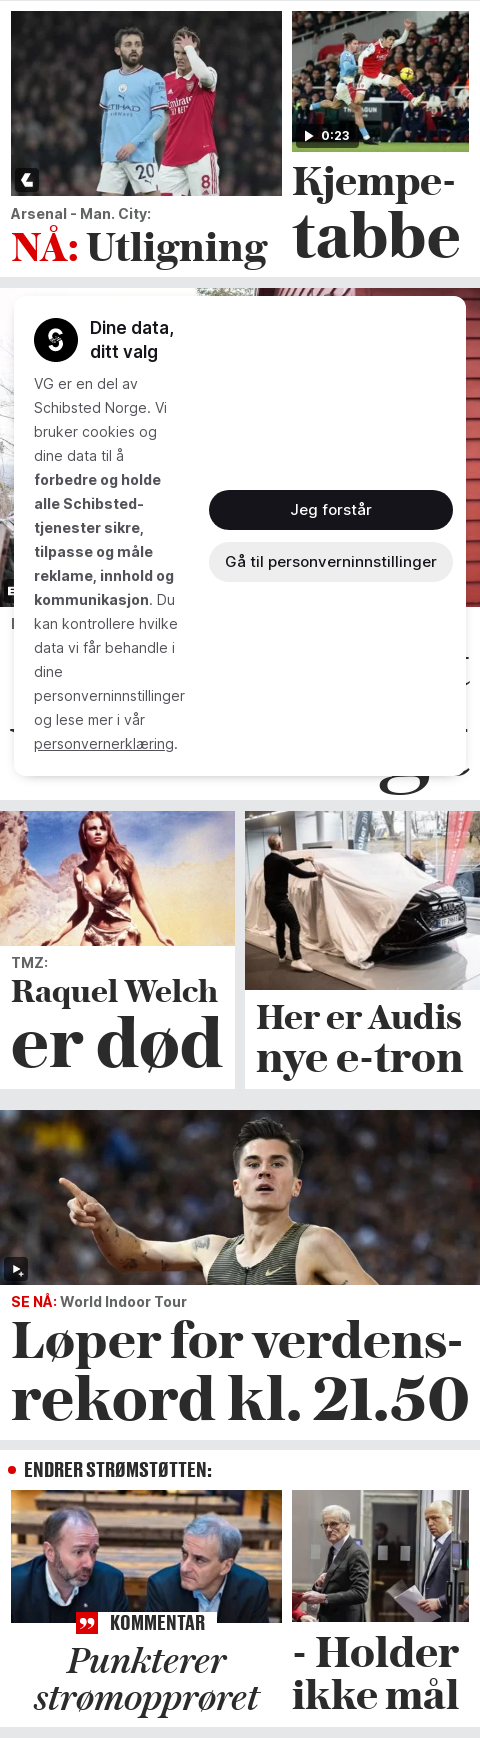 Arsenal - Man. City:
NÅ: Utligning
0:23
Kjempe-
tabbe
Dine data,
ditt valg
VG er en del av
Schibsted Norge. Vi
bruker cookies og
dine data til å
forbedre og holde
alle Schibsted-
tjenester sikre,
tilpasse og måle
reklame, innhold og
kommunikasjon. Du
kan kontrollere hvilke
data vi får behandle i
dine
personverninnstillinger
og lese mer i vår
personvernerklæring.
Jeg forstår
Gå til personverninnstillinger
TMZ:
Raquel Welch
er død
Her er Audis
nye e-tron
SE NÅ: World Indoor Tour
Løper for verdens-
rekord kl. 21.50
ENDRER STRØMSTØTTEN:
KOMMENTAR
Punkterer
strømopprøret
- Holder
ikke mål